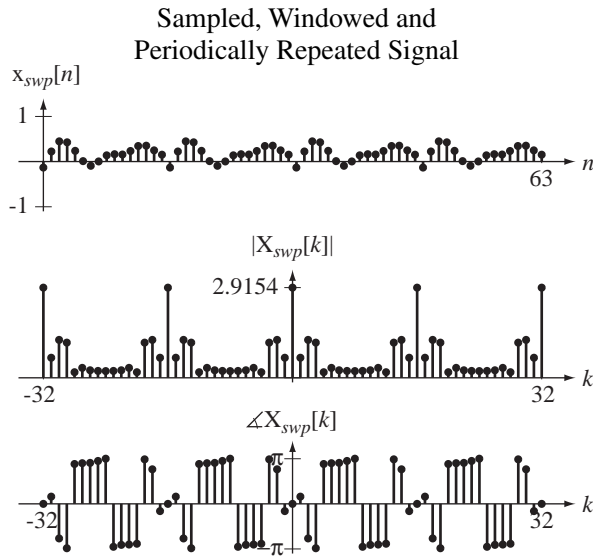 Sampled, Windowed and
Periodically Repeated Signal
x_swp[n]
1
-1
63
n
|X_swp[k]|
2.9154
-32
32
k
∡X_swp[k]
π
-32
32
k
-π